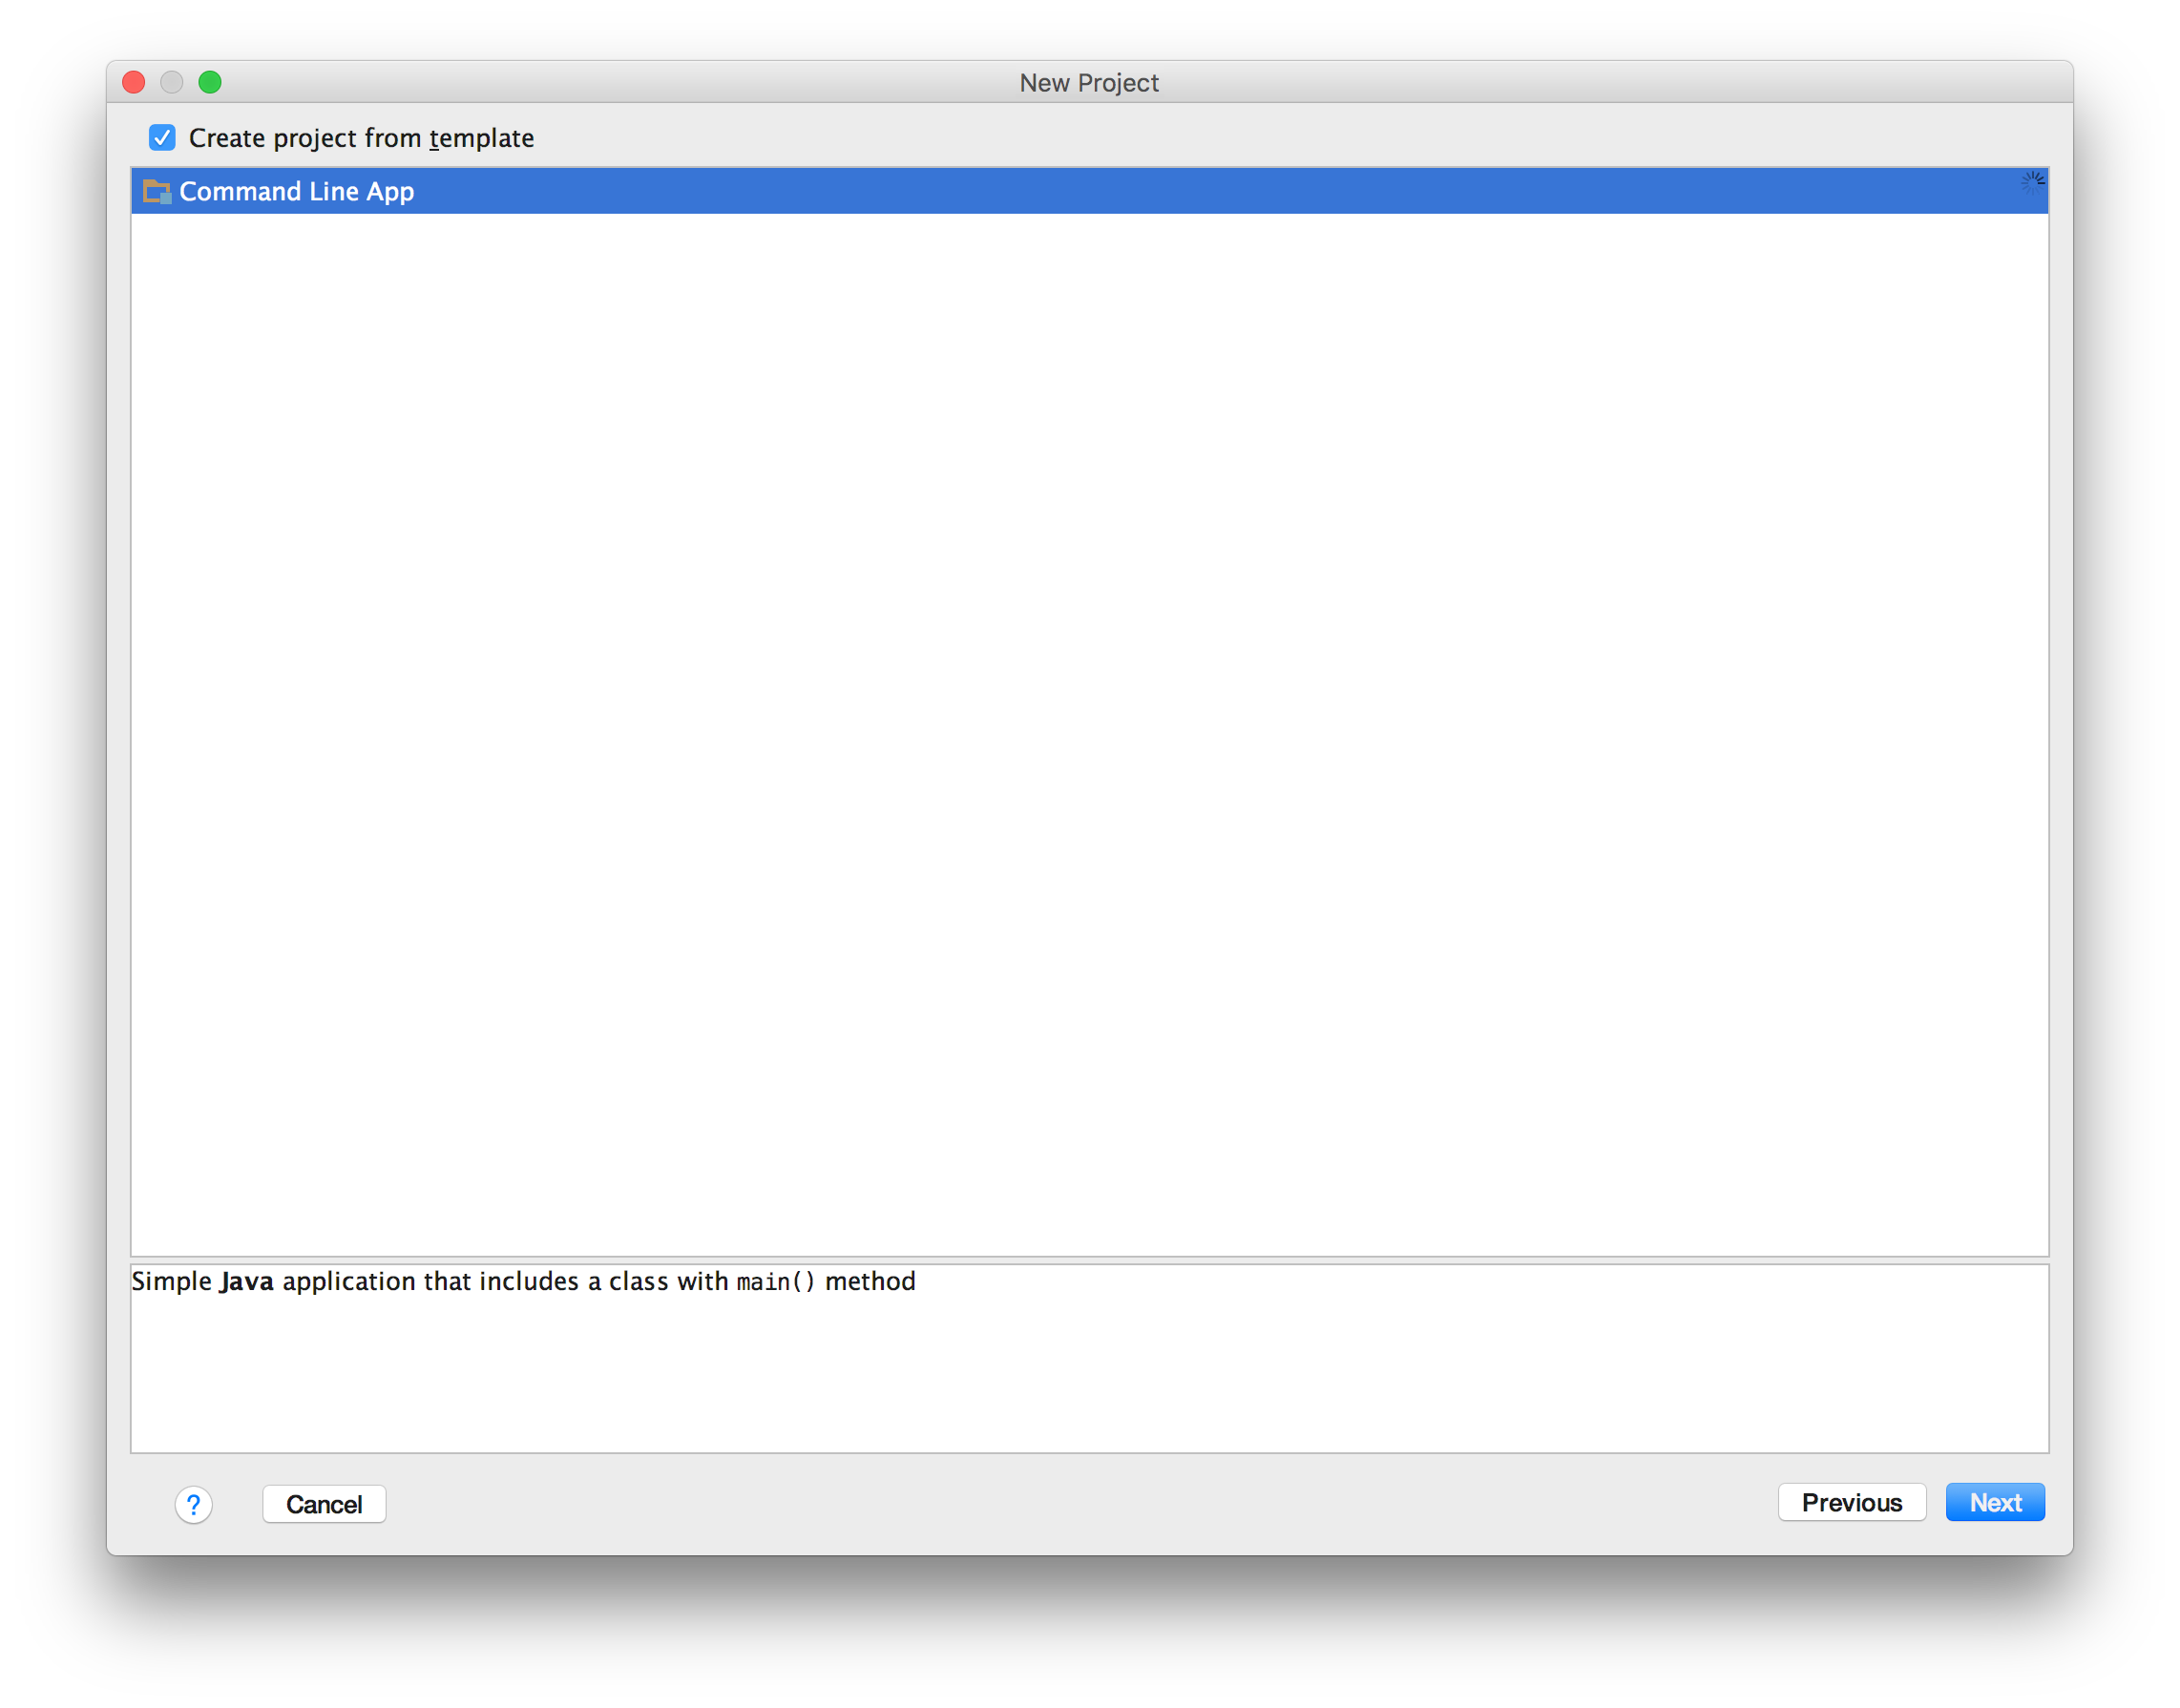 New Project
Create project from template
Command Line App
Simple Java application that includes a class with main() method
?
Cancel
Previous
Next